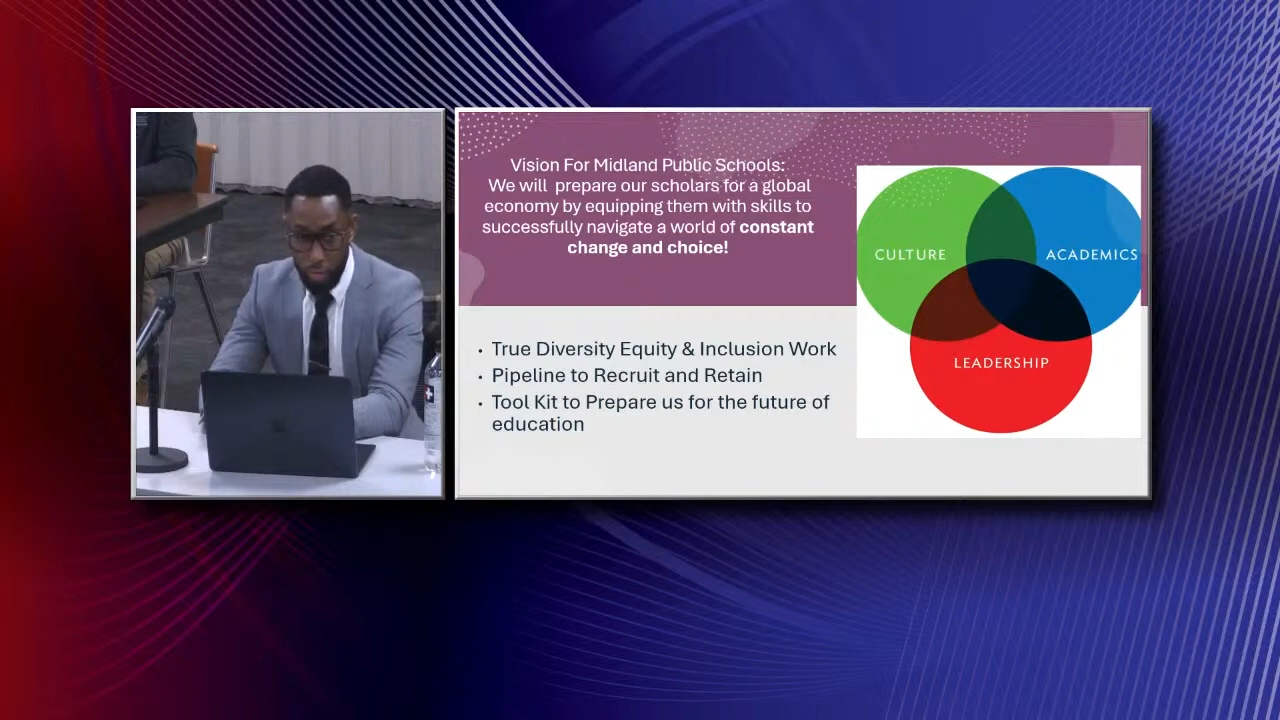 Vision For Midland Public Schools:
We will prepare our scholars for a global
economy by equipping them with skills to
successfully navigate a world of constant
change and choice!
CULTURE
ACADEMICS
LEADERSHIP
• True Diversity Equity & Inclusion Work
• Pipeline to Recruit and Retain
• Tool Kit to Prepare us for the future of
education